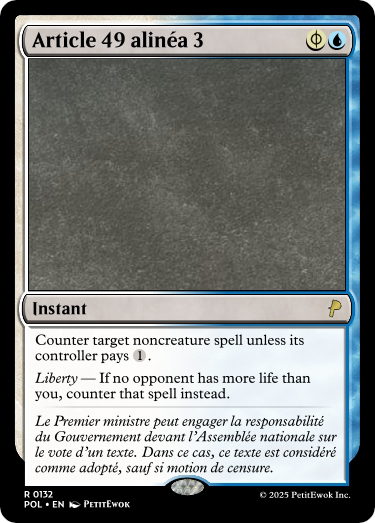 Article 49 alinéa 3
Instant
Counter target noncreature spell unless its
controller pays 1.
Liberty — If no opponent has more life than
you, counter that spell instead.
Le Premier ministre peut engager la responsabilité
du Gouvernement devant l'Assemblée nationale sur
le vote d'un texte. Dans ce cas, ce texte est considéré
comme adopté, sauf si motion de censure.
R 0132
POL • EN PetitEwok
© 2025 PetitEwok Inc.